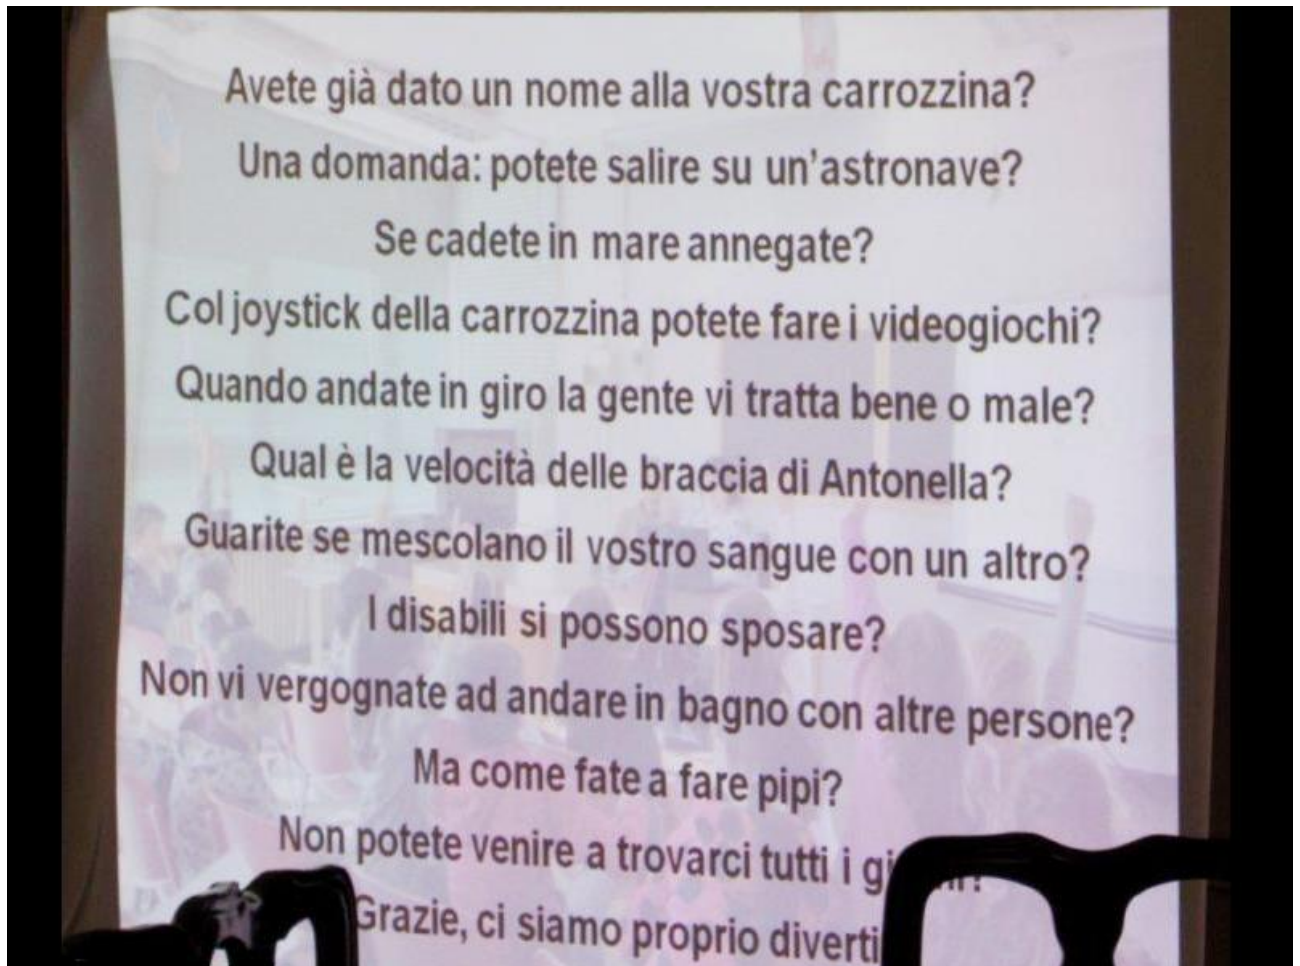 Avete già dato un nome alla vostra carrozzina?
Una domanda: potete salire su un'astronave?
Se cadete in mare annegate?
Col joystick della carrozzina potete fare i videogiochi?
Quando andate in giro la gente vi tratta bene o male?
Qual è la velocità delle braccia di Antonella?
Guarite se mescolano il vostro sangue con un altro?
I disabili si possono sposare?
Non vi vergognate ad andare in bagno con altre persone?
Ma come fate a fare pipi?
Non potete venire a trovarci tutti i
Grazie, ci siamo proprio